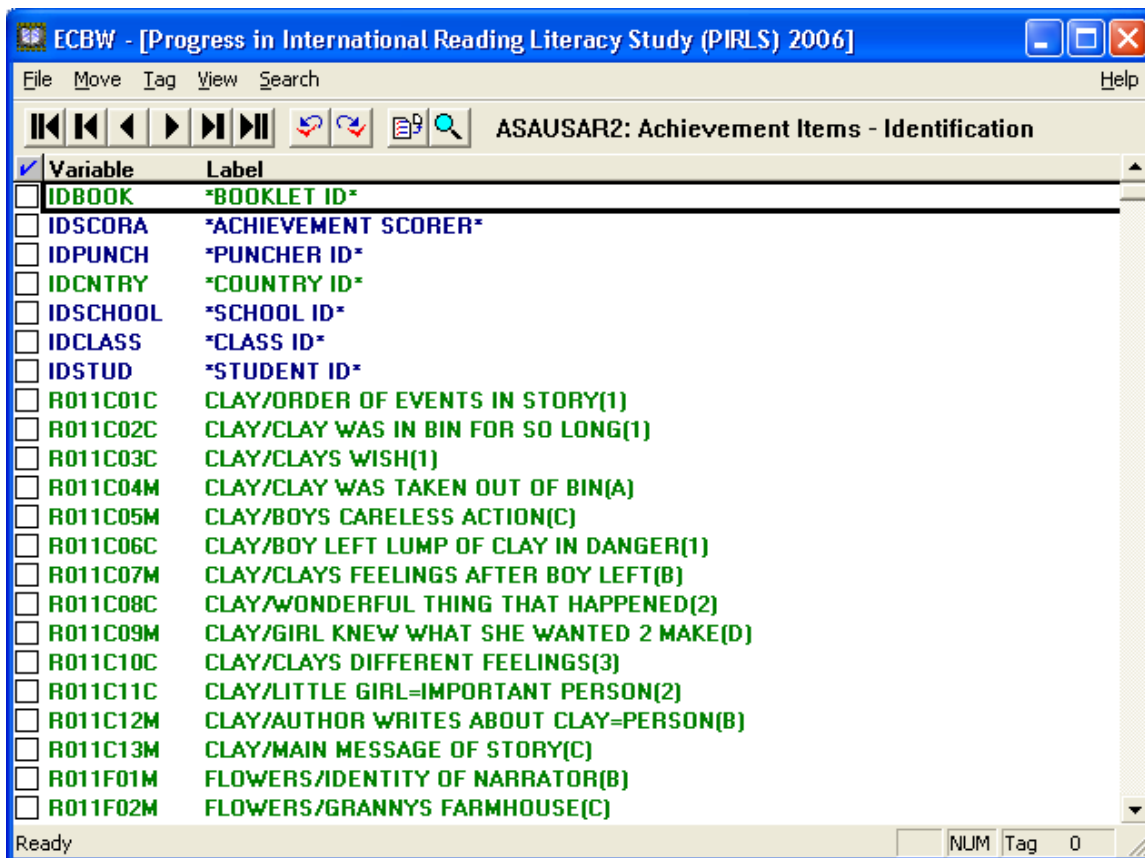 ECBW - [Progress in International Reading Literacy Study (PIRLS) 2006]
File Move Tag View Search Help
ASAUSAR2: Achievement Items - Identification
Variable Label
IDBOOK *BOOKLET ID*
IDSCORA *ACHIEVEMENT SCORER*
IDPUNCH *PUNCHER ID*
IDCNTRY *COUNTRY ID*
IDSCHOOL *SCHOOL ID*
IDCLASS *CLASS ID*
IDSTUD *STUDENT ID*
R011C01C CLAY/ORDER OF EVENTS IN STORY(1)
R011C02C CLAY/CLAY WAS IN BIN FOR SO LONG(1)
R011C03C CLAY/CLAYS WISH(1)
R011C04M CLAY/CLAY WAS TAKEN OUT OF BIN(A)
R011C05M CLAY/BOYS CARELESS ACTION(C)
R011C06C CLAY/BOY LEFT LUMP OF CLAY IN DANGER(1)
R011C07M CLAY/CLAYS FEELINGS AFTER BOY LEFT(B)
R011C08C CLAY/WONDERFUL THING THAT HAPPENED(2)
R011C09M CLAY/GIRL KNEW WHAT SHE WANTED 2 MAKE(D)
R011C10C CLAY/CLAYS DIFFERENT FEELINGS(3)
R011C11C CLAY/LITTLE GIRL=IMPORTANT PERSON(2)
R011C12M CLAY/AUTHOR WRITES ABOUT CLAY=PERSON(B)
R011C13M CLAY/MAIN MESSAGE OF STORY(C)
R011F01M FLOWERS/IDENTITY OF NARRATOR(B)
R011F02M FLOWERS/GRANNYS FARMHOUSE(C)
Ready NUM Tag 0